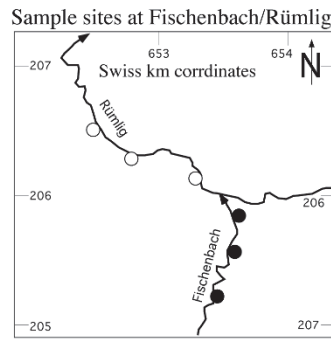 Sample sites at Fischenbach/Rümlig
653 654
207
Swiss km corrdinates
N
Rümlig
206 206
Fischenbach
205 207